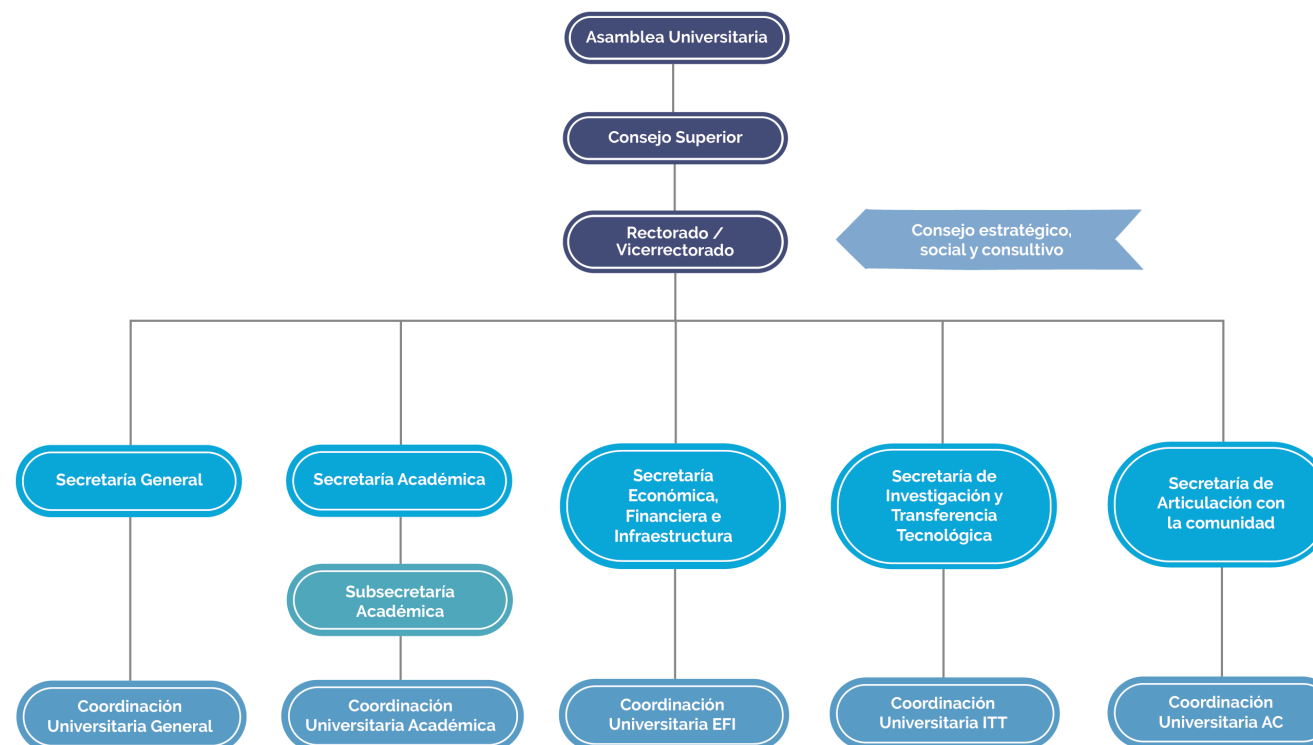 Asamblea Universitaria
Consejo Superior
Rectorado /
Vicerrectorado
Consejo estratégico,
social y consultivo
Secretaría General
Secretaría Académica
Secretaría
Económica,
Financiera e
Infraestructura
Secretaría de
Investigación y
Transferencia
Tecnológica
Secretaría de
Articulación con
la comunidad
Subsecretaría
Académica
Coordinación
Universitaria General
Coordinación
Universitaria Académica
Coordinación
Universitaria EFI
Coordinación
Universitaria ITT
Coordinación
Universitaria AC